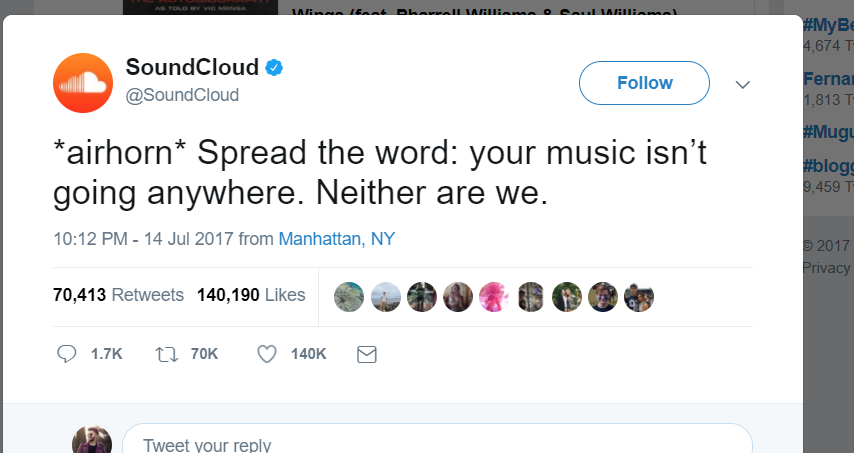 AS TOLD BY VIC MENSA
Wings (feat. Pharrell Williams & Saul Williams)
SoundCloud
@SoundCloud
Follow
*airhorn* Spread the word: your music isn’t
going anywhere. Neither are we.
10:12 PM - 14 Jul 2017 from Manhattan, NY
70,413 Retweets 140,190 Likes
1.7K 70K 140K
Tweet your reply
#MyBe
4,674 T
Fernan
1,813 T
#Mugu
#blogg
9,459 T
© 2017
Privacy